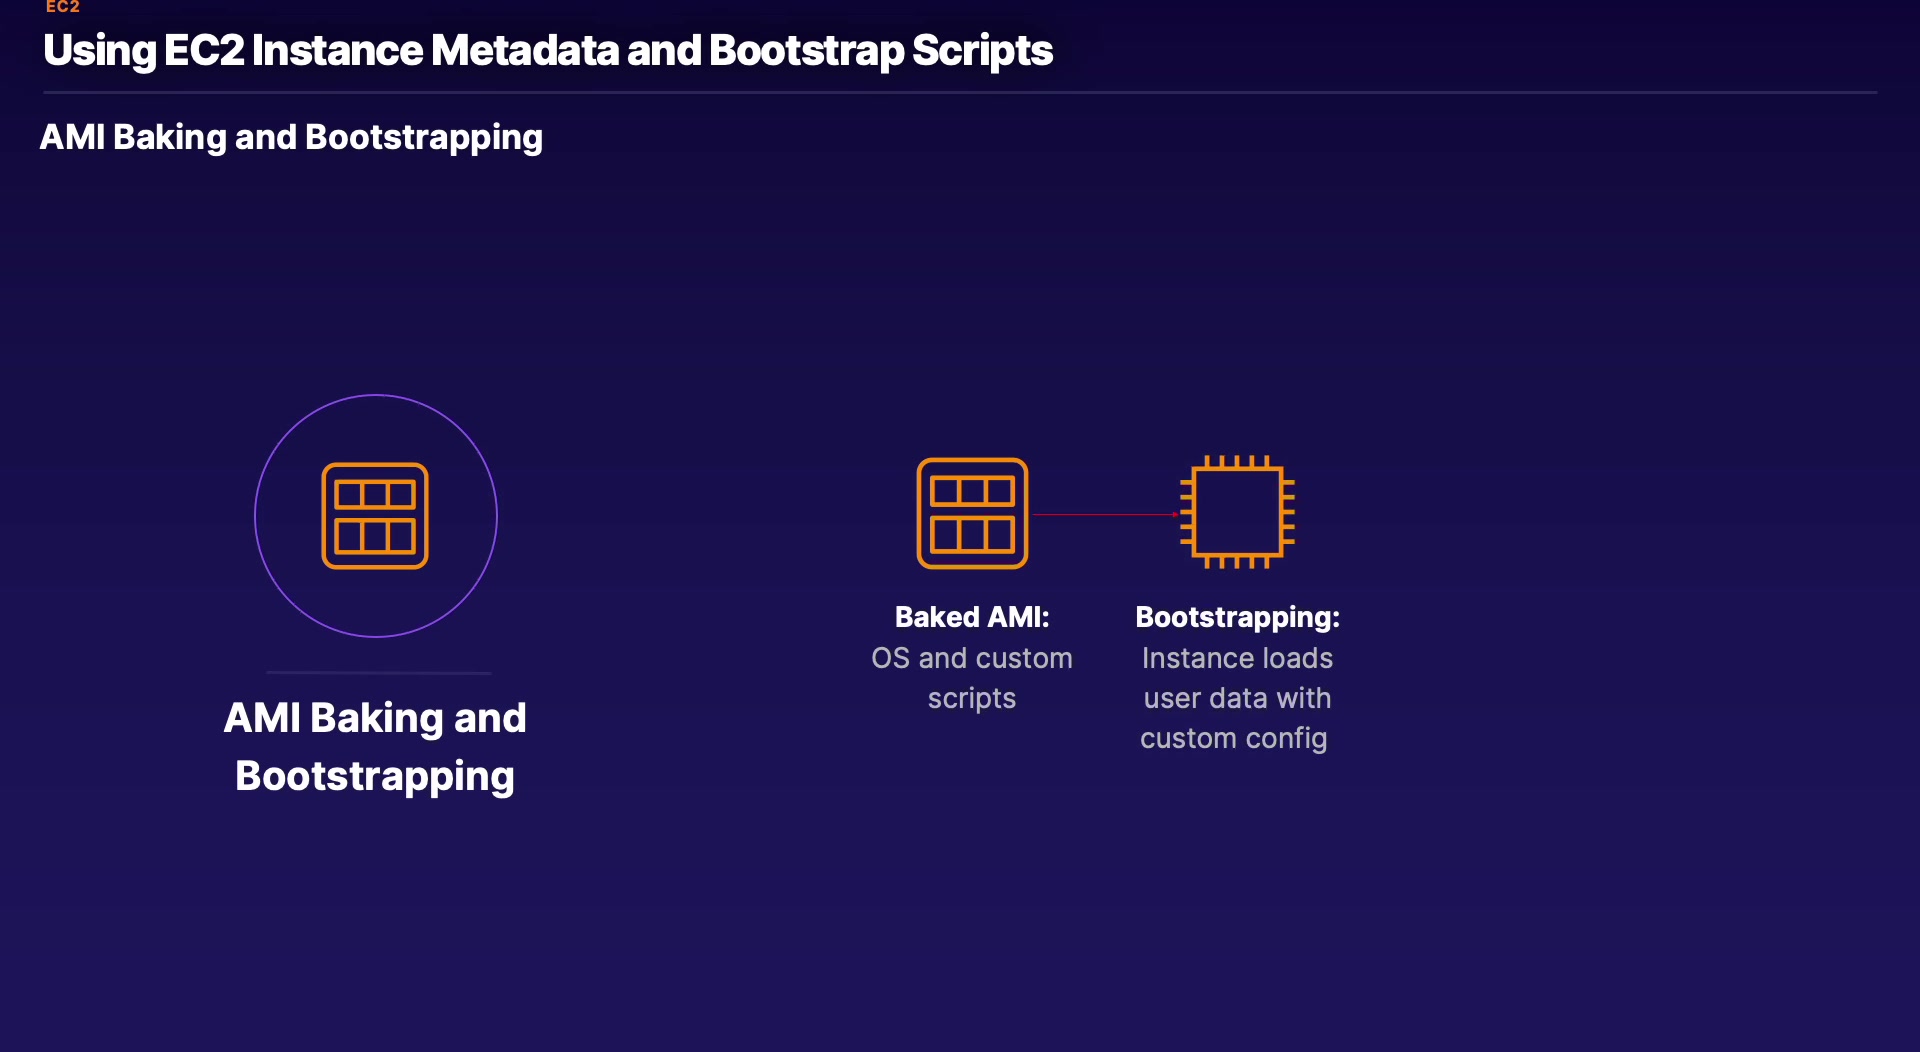 EC2
Using EC2 Instance Metadata and Bootstrap Scripts
AMI Baking and Bootstrapping
AMI Baking and
Bootstrapping
Baked AMI:
OS and custom
scripts
Bootstrapping:
Instance loads
user data with
custom config